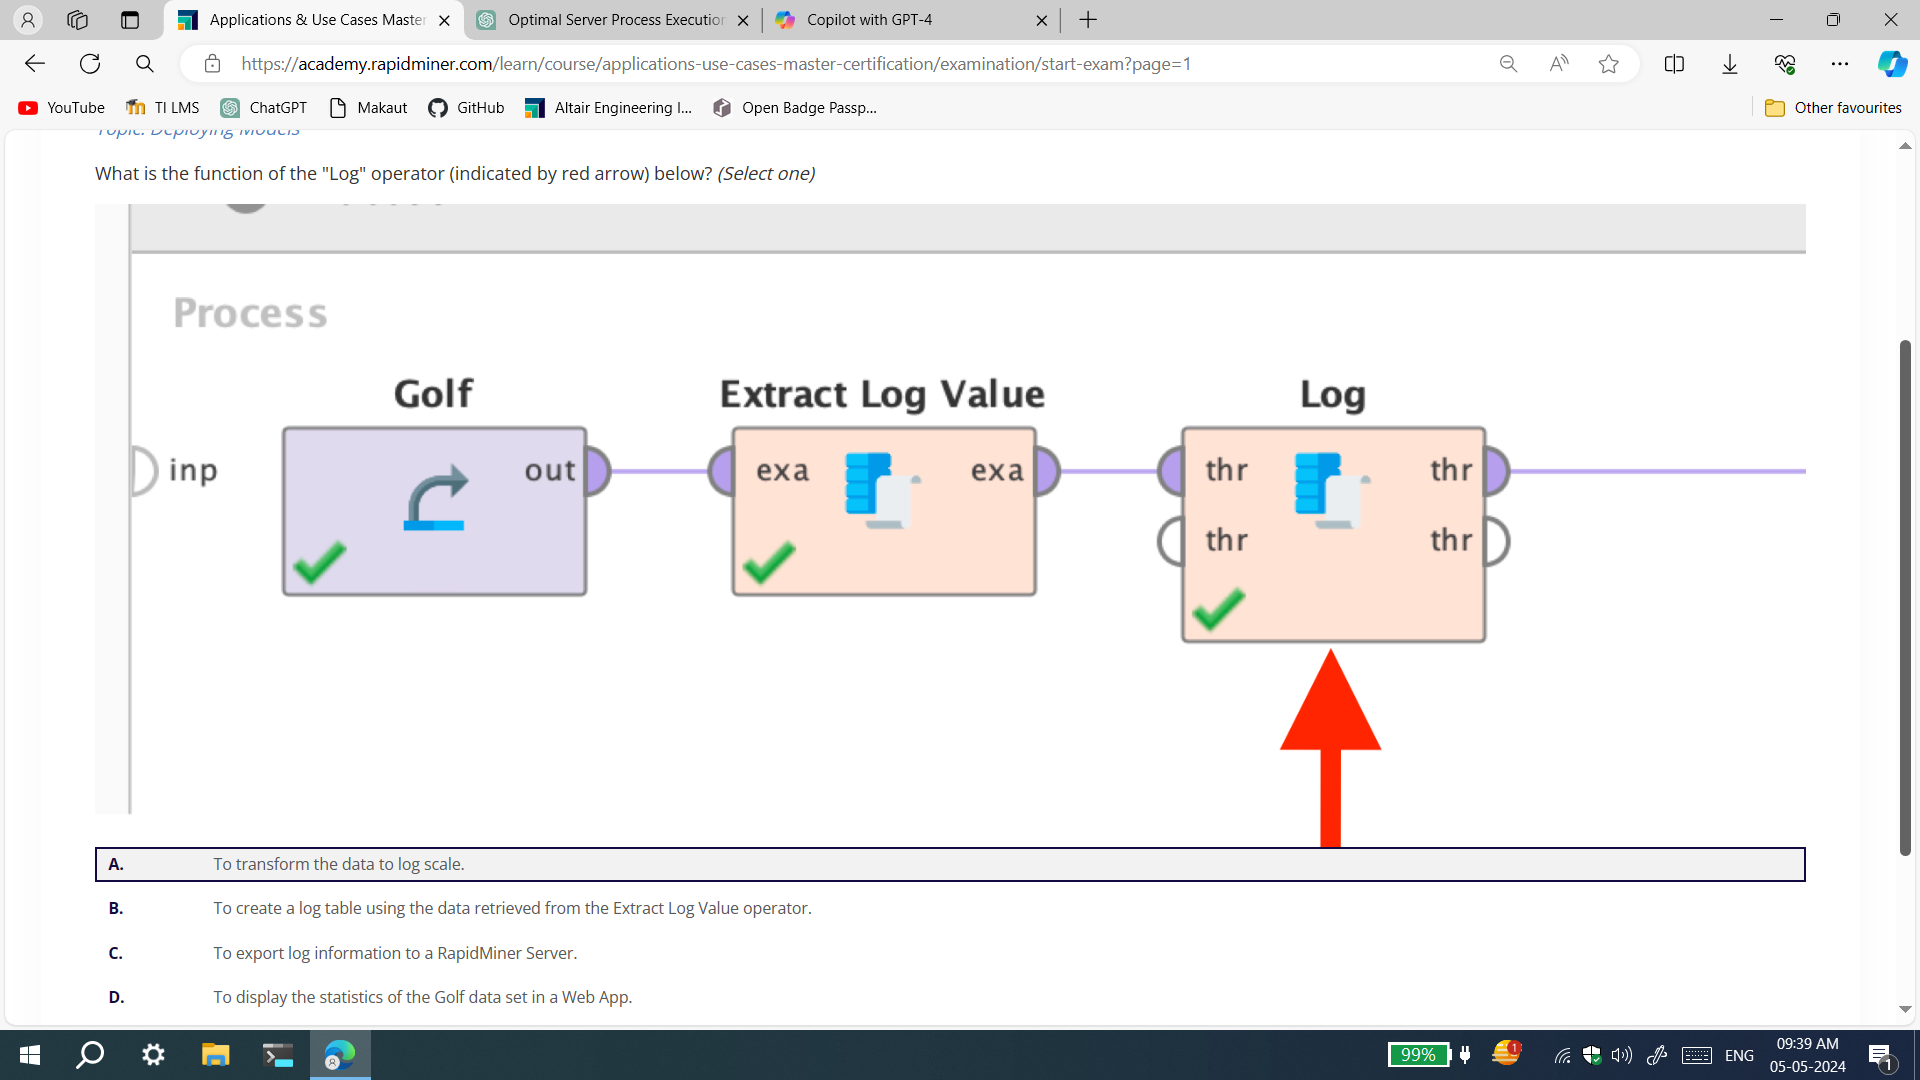 Applications & Use Cases Master
Optimal Server Process Execution
Copilot with GPT-4
https://academy.rapidminer.com/learn/course/applications-use-cases-master-certification/examination/start-exam?page=1
YouTube
TI LMS
ChatGPT
Makaut
GitHub
Altair Engineering I...
Open Badge Passp...
Other favourites
Topic: Deploying Models
What is the function of the "Log" operator (indicated by red arrow) below? (Select one)
Process
Golf
Extract Log Value
Log
inp
out
exa
exa
thr
thr
thr
thr
A. To transform the data to log scale.
B. To create a log table using the data retrieved from the Extract Log Value operator.
C. To export log information to a RapidMiner Server.
D. To display the statistics of the Golf data set in a Web App.
99%
1
ENG
09:39 AM
05-05-2024
1